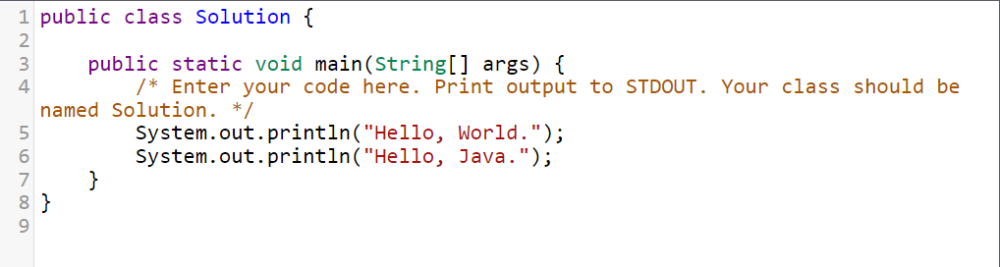 1 public class Solution {
2
3     public static void main(String[] args) {
4         /* Enter your code here. Print output to STDOUT. Your class should be
named Solution. */
5         System.out.println("Hello, World.");
6         System.out.println("Hello, Java.");
7     }
8 }
9